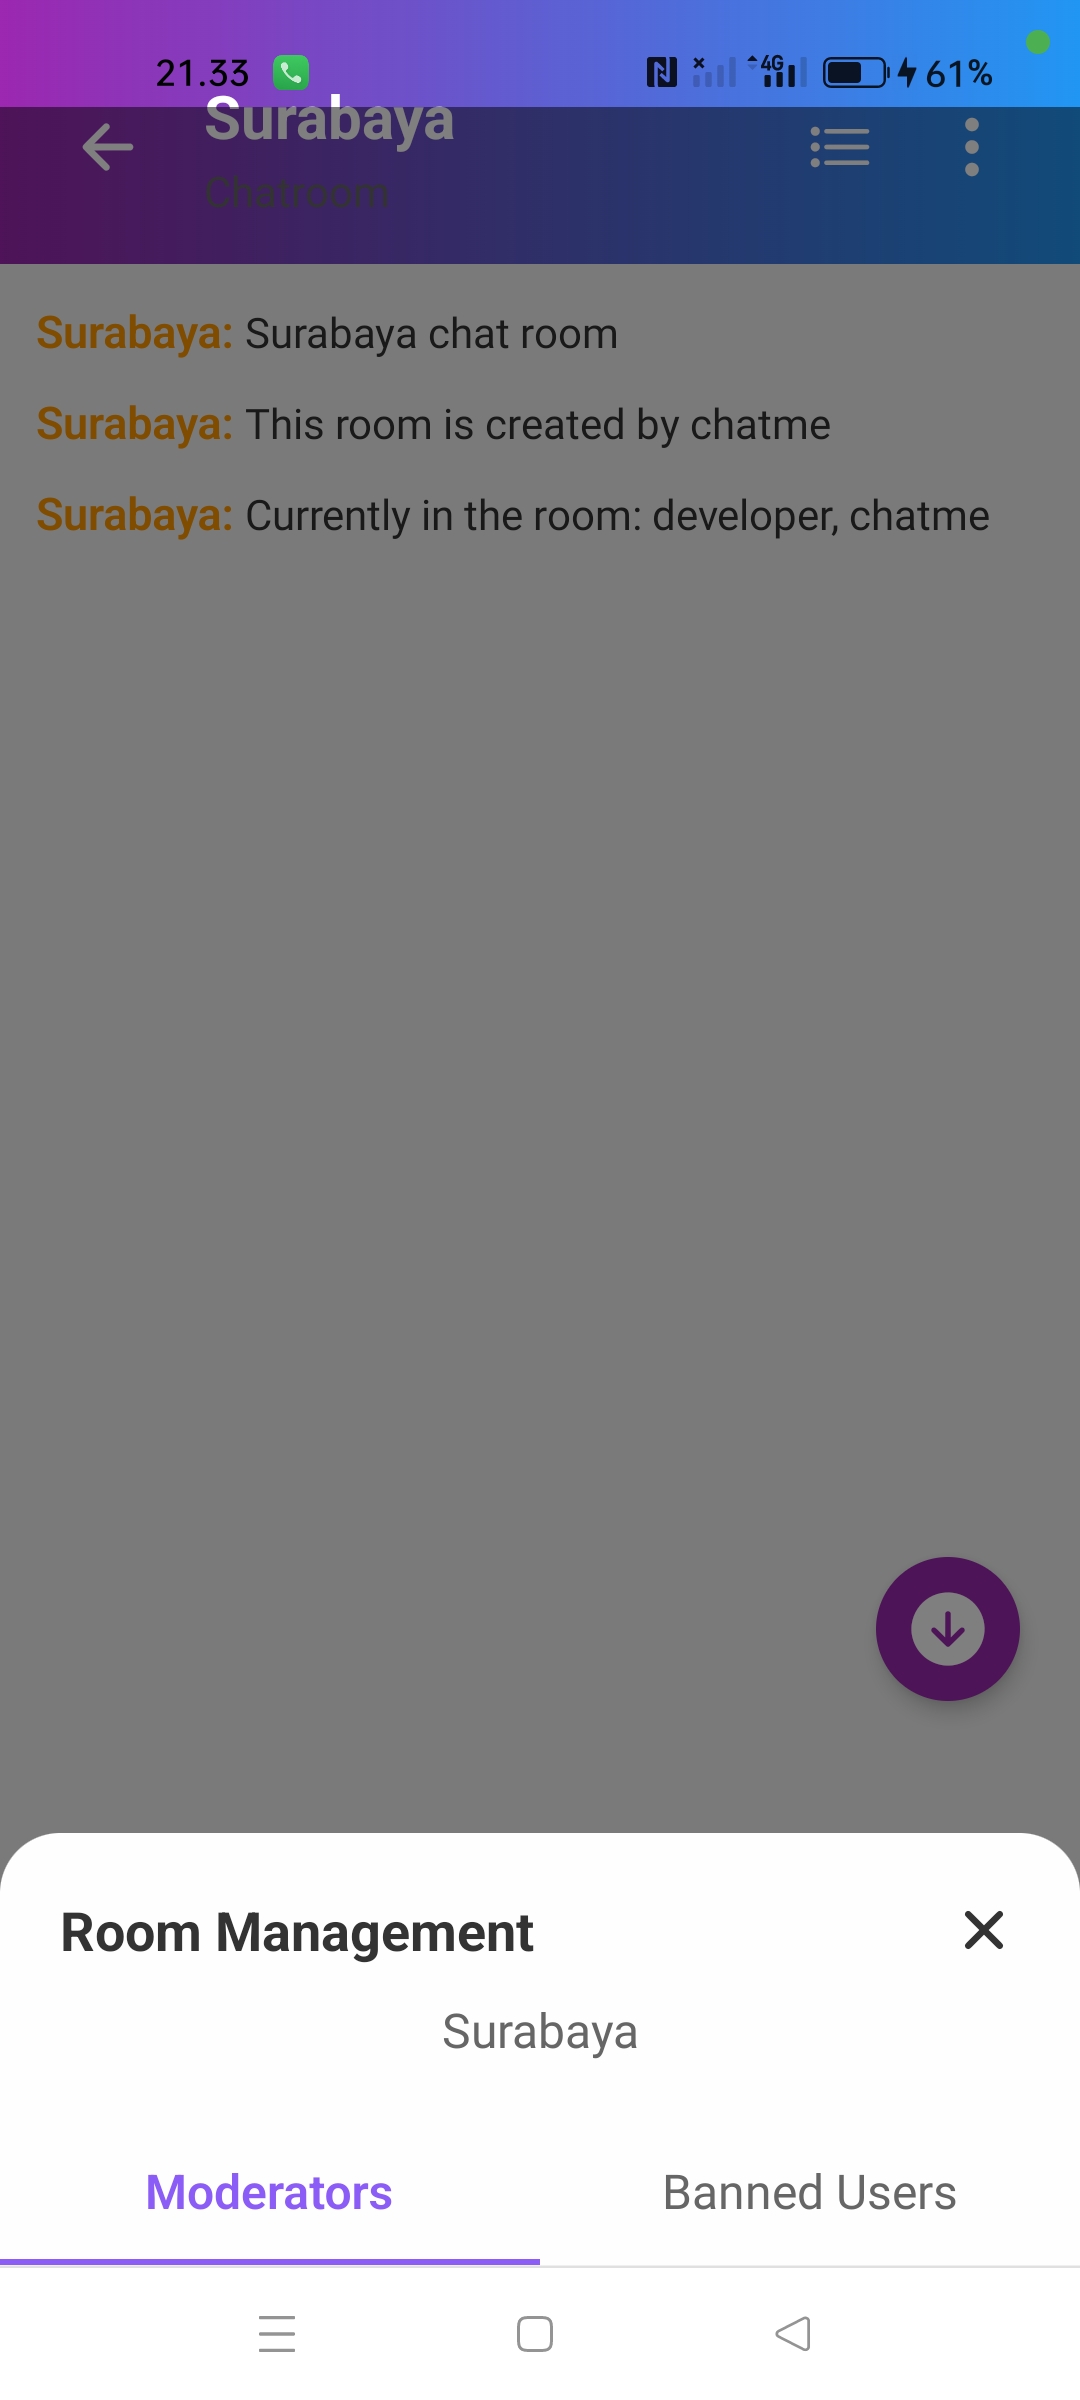 21.33
4G
61%
Surabaya
Chatroom
Surabaya: Surabaya chat room
Surabaya: This room is created by chatme
Surabaya: Currently in the room: developer, chatme
Room Management
Surabaya
Moderators
Banned Users